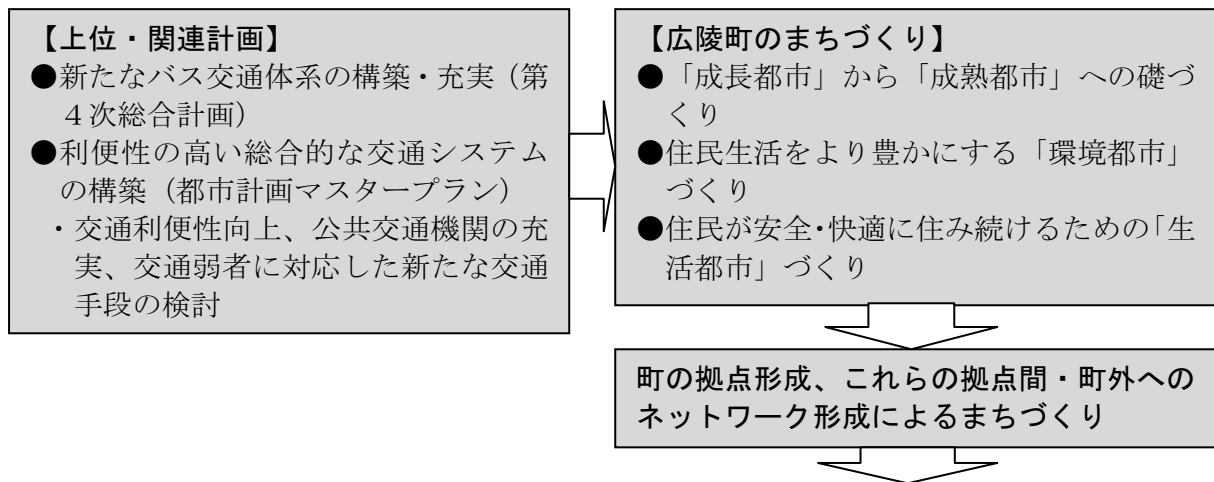 【上位・関連計画】
●新たなバス交通体系の構築・充実（第
４次総合計画）
●利便性の高い総合的な交通システム
の構築（都市計画マスタープラン）
・交通利便性向上、公共交通機関の充
実、交通弱者に対応した新たな交通
手段の検討
【広陵町のまちづくり】
●「成長都市」から「成熟都市」への礎づ
くり
●住民生活をより豊かにする「環境都市」
づくり
●住民が安全・快適に住み続けるための「生
活都市」づくり
町の拠点形成、これらの拠点間・町外への
ネットワーク形成によるまちづくり